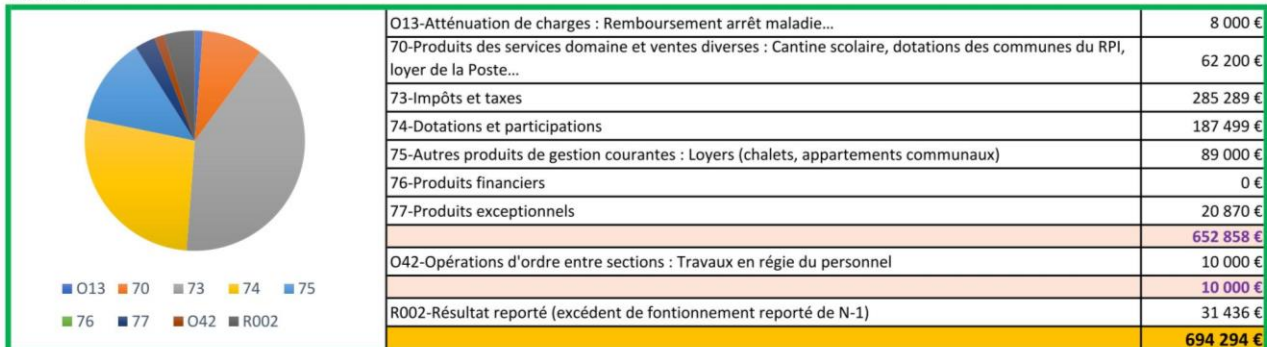 O13-Atténuation de charges : Remboursement arrêt maladie... 8 000 €
70-Produits des services domaine et ventes diverses : Cantine scolaire, dotations des communes du RPI,
loyer de la Poste... 62 200 €
73-Impôts et taxes 285 289 €
74-Dotations et participations 187 499 €
75-Autres produits de gestion courantes : Loyers (chalets, appartements communaux) 89 000 €
76-Produits financiers 0 €
77-Produits exceptionnels 20 870 €
652 858 €
O42-Opérations d'ordre entre sections : Travaux en régie du personnel 10 000 €
10 000 €
R002-Résultat reporté (excédent de fontionnement reporté de N-1) 31 436 €
694 294 €
O13 70 73 74 75
76 77 O42 R002